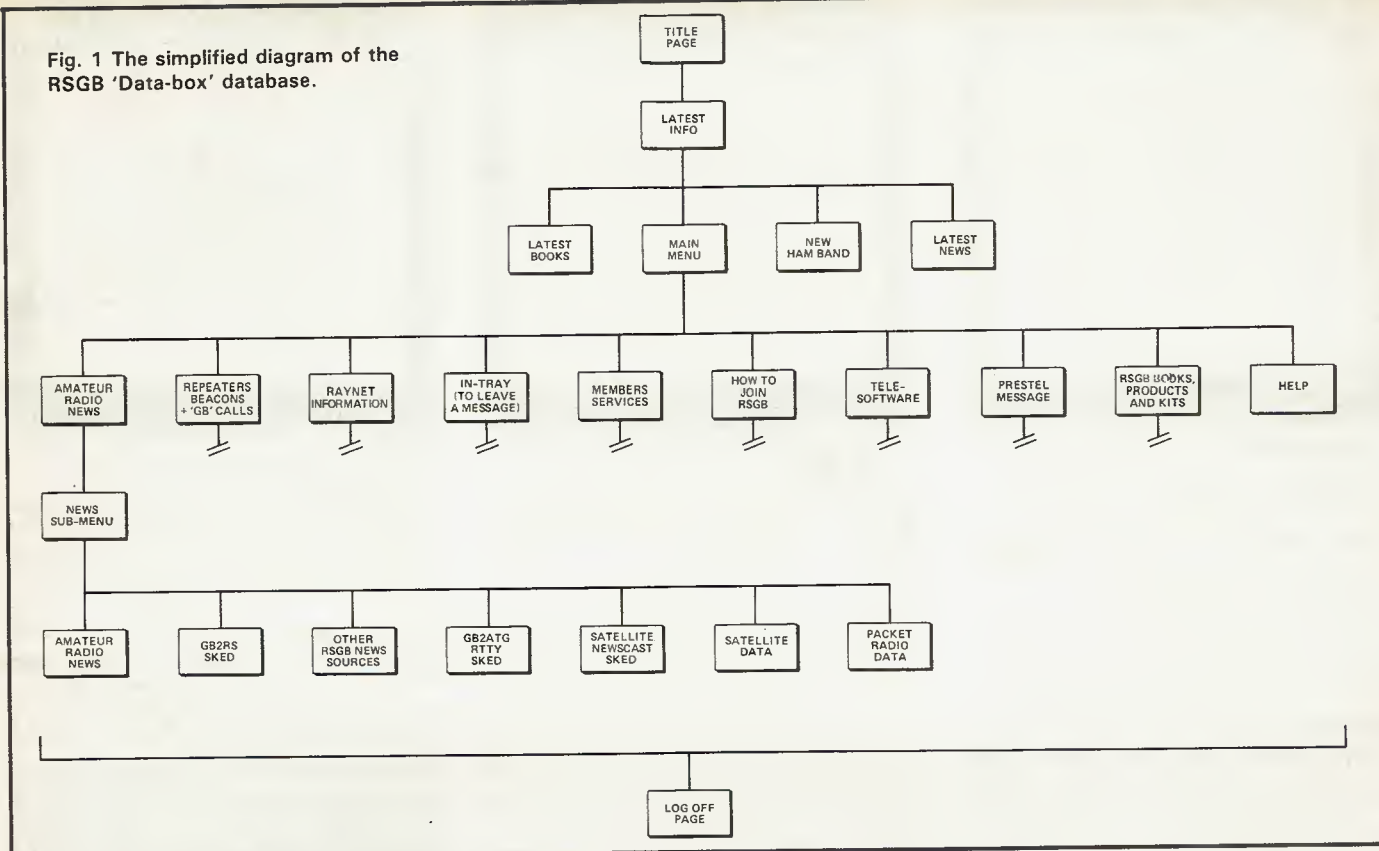 Fig. 1 The simplified diagram of the
RSGB 'Data-box' database.
TITLE
PAGE
LATEST
INFO
LATEST
BOOKS
MAIN
MENU
NEW
HAM BAND
LATEST
NEWS
AMATEUR
RADIO
NEWS
REPEATERS
BEACONS
+ 'GB' CALLS
RAYNET
INFORMATION
IN-TRAY
(TO LEAVE
A MESSAGE)
MEMBERS
SERVICES
HOW TO
JOIN
RSGB
TELE-
SOFTWARE
PRESTEL
MESSAGE
RSGB BOOKS,
PRODUCTS
AND KITS
HELP
NEWS
SUB-MENU
AMATEUR
RADIO
NEWS
GB2RS
SKED
OTHER
RSGB NEWS
SOURCES
GB2ATG
RTTY
SKED
SATELLITE
NEWSCAST
SKED
SATELLITE
DATA
PACKET
RADIO
DATA
LOG OFF
PAGE